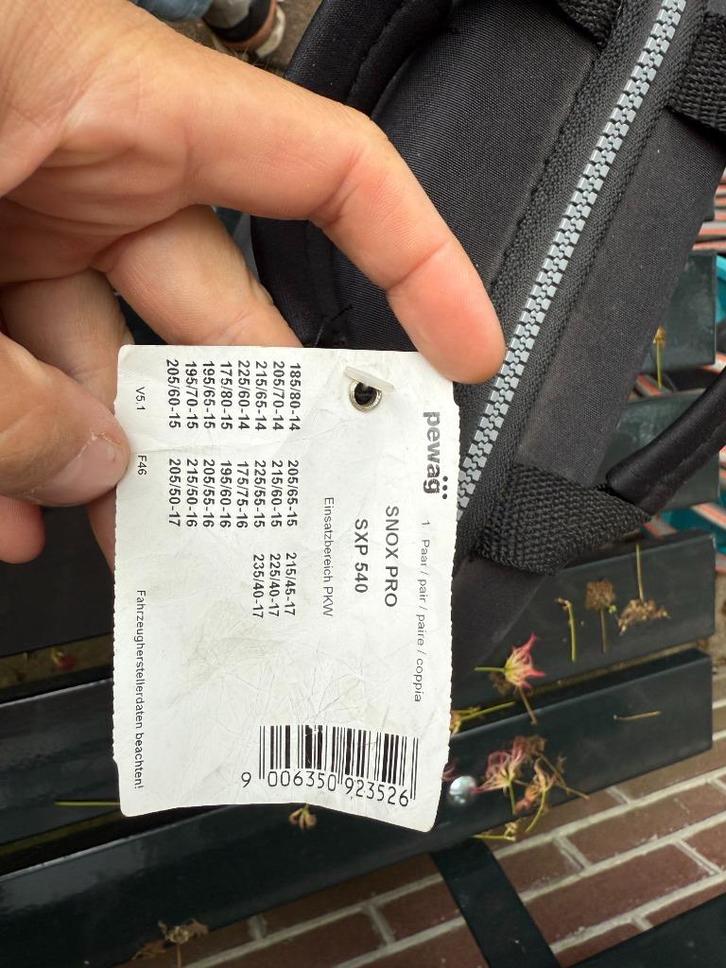 pewag
1 Paar / pair / paire / coppia
SNOX PRO
SXP 540
Einsatzbereich PKW
185/80-14 205/65-15 215/45-17
205/70-14 215/60-15 225/40-17
215/65-14 225/55-15 235/40-17
225/60-14 175/75-16
175/80-15 195/60-16
195/65-15 205/55-16
195/70-15 215/50-16
205/60-15 205/50-17
V5.1 F46 Fahrzeugherstellerdaten beachten!
9 006350 923526